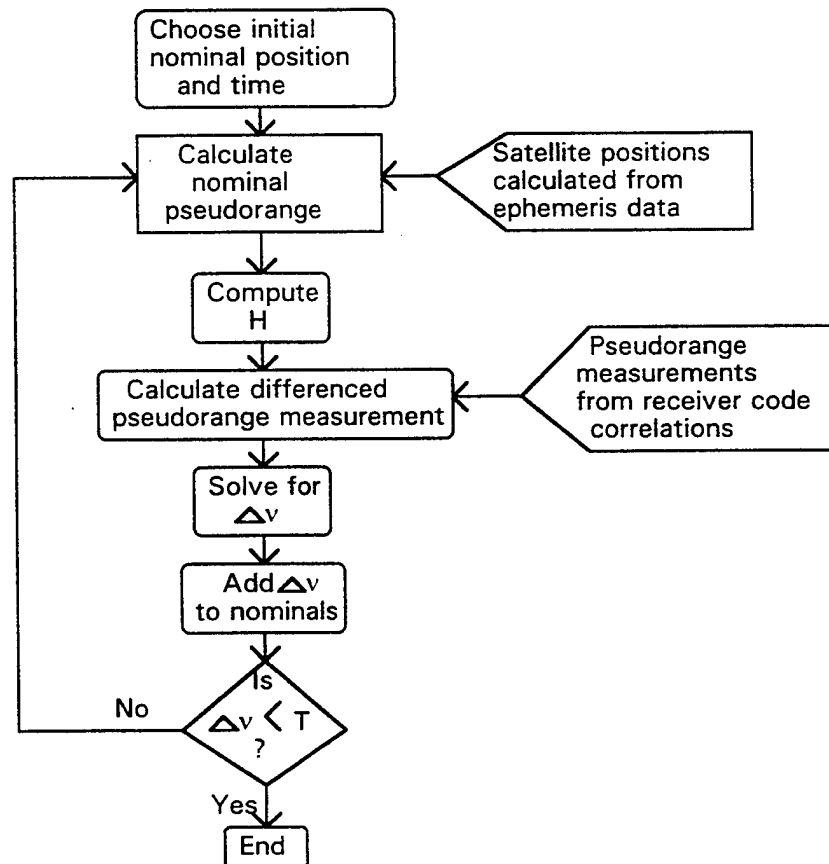 Choose initial
nominal position
and time
Calculate
nominal
pseudorange
Satellite positions
calculated from
ephemeris data
Compute
H
Calculate differenced
pseudorange measurement
Pseudorange
measurements
from receiver code
correlations
Solve for
Δν
Add Δν
to nominals
Is
Δν < T
?
No
Yes
End